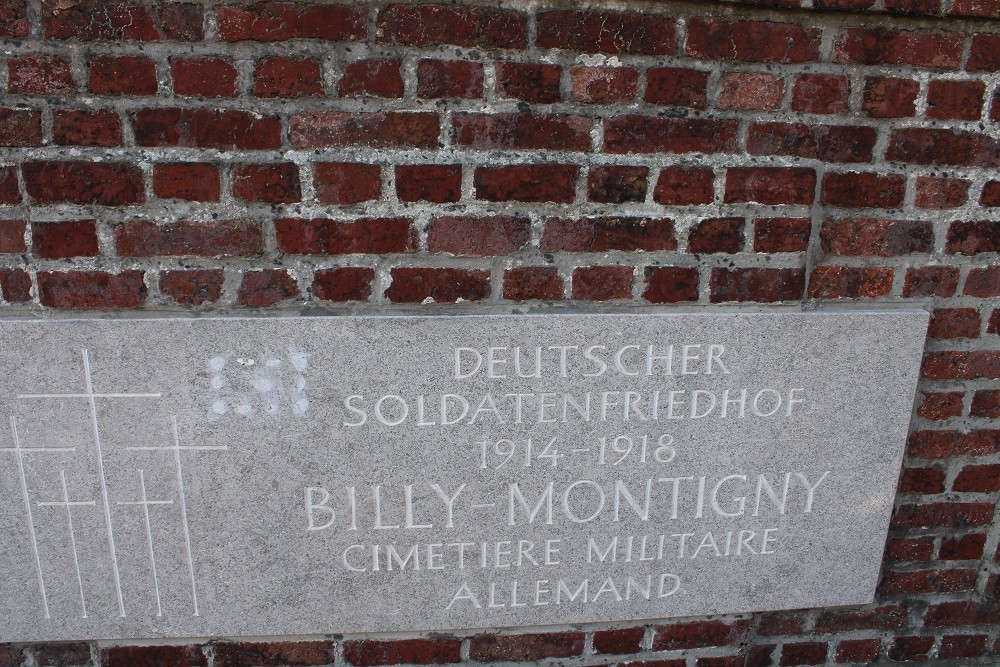 DEUTSCHER
SOLDATENFRIEDHOF
1914-1918
BILLY-MONTIGNY
CIMETIERE MILITAIRE
ALLEMAND